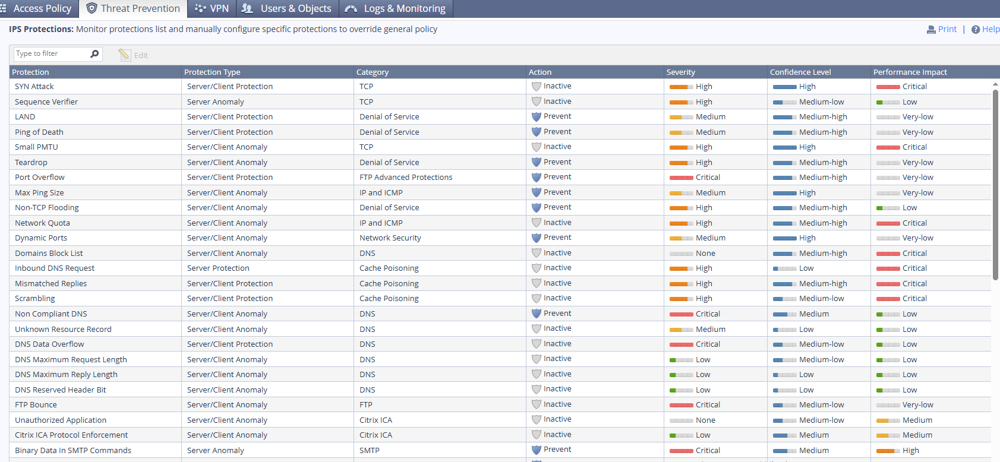 Access Policy Threat Prevention VPN Users & Objects Logs & Monitoring
IPS Protections: Monitor protections list and manually configure specific protections to override general policy Print | Help
Type to filter Edit
Protection Protection Type Category Action Severity Confidence Level Performance Impact
SYN Attack Server/Client Protection TCP Inactive High High Critical
Sequence Verifier Server Anomaly TCP Inactive High Medium-low Low
LAND Server/Client Protection Denial of Service Prevent Medium Medium-high Very-low
Ping of Death Server/Client Protection Denial of Service Prevent Medium Medium-high Very-low
Small PMTU Server/Client Anomaly TCP Inactive High High Critical
Teardrop Server/Client Anomaly Denial of Service Prevent High Medium-high Very-low
Port Overflow Server/Client Protection FTP Advanced Protections Prevent Critical Medium-high Very-low
Max Ping Size Server/Client Anomaly IP and ICMP Prevent Medium High Very-low
Non-TCP Flooding Server/Client Anomaly Denial of Service Prevent High Medium-high Low
Network Quota Server/Client Anomaly IP and ICMP Inactive High Medium-high Critical
Dynamic Ports Server/Client Anomaly Network Security Prevent Medium High Very-low
Domains Block List Server/Client Anomaly DNS Inactive None Medium-high Critical
Inbound DNS Request Server Protection Cache Poisoning Inactive High Low Critical
Mismatched Replies Server/Client Protection Cache Poisoning Inactive High Medium-high Critical
Scrambling Server/Client Protection Cache Poisoning Inactive High Medium-low Critical
Non Compliant DNS Server/Client Anomaly DNS Prevent Critical Medium Low
Unknown Resource Record Server/Client Anomaly DNS Inactive Medium Low Low
DNS Data Overflow Server/Client Protection DNS Inactive Critical Medium-low Low
DNS Maximum Request Length Server/Client Anomaly DNS Inactive Low Medium-low Low
DNS Maximum Reply Length Server/Client Anomaly DNS Inactive Low Low Low
DNS Reserved Header Bit Server/Client Anomaly DNS Inactive Low Low Low
FTP Bounce Server/Client Anomaly FTP Inactive Critical Medium-low Very-low
Unauthorized Application Server/Client Anomaly Citrix ICA Inactive None Medium-low Medium
Citrix ICA Protocol Enforcement Server/Client Anomaly Citrix ICA Inactive Low Medium Medium
Binary Data In SMTP Commands Server Anomaly SMTP Prevent Critical Medium High